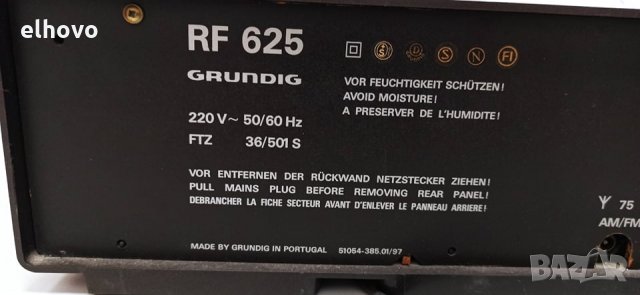 elhovo
RF 625
GRUNDIG
220 V~ 50/60 Hz
FTZ 36/501 S
S D S N FI
VOR FEUCHTIGKEIT SCHÜTZEN!
AVOID MOISTURE!
A PRESERVER DE L'HUMIDITE!
VOR ENTFERNEN DER RÜCKWAND NETZSTECKER ZIEHEN!
PULL MAINS PLUG BEFORE REMOVING REAR PANEL!
DEBRANCHER LA FICHE SECTEUR AVANT D'ENLEVER LE PANNEAU ARRIERE!
MADE BY GRUNDIG IN PORTUGAL 51054-385.01/97
75
AM/FM
BAZAR